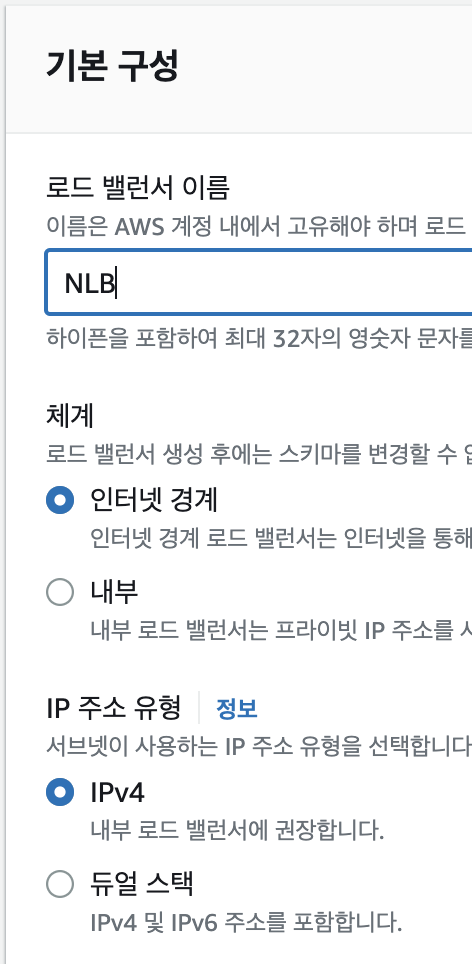 기본 구성
로드 밸런서 이름
이름은 AWS 계정 내에서 고유해야 하며 로드
NLB
하이픈을 포함하여 최대 32자의 영숫자 문자를
체계
로드 밸런서 생성 후에는 스키마를 변경할 수
인터넷 경계
인터넷 경계 로드 밸런서는 인터넷을 통해
내부
내부 로드 밸런서는 프라이빗 IP 주소를
IP 주소 유형 정보
서브넷이 사용하는 IP 주소 유형을 선택합니다
IPv4
내부 로드 밸런서에 권장합니다.
듀얼 스택
IPv4 및 IPv6 주소를 포함합니다.